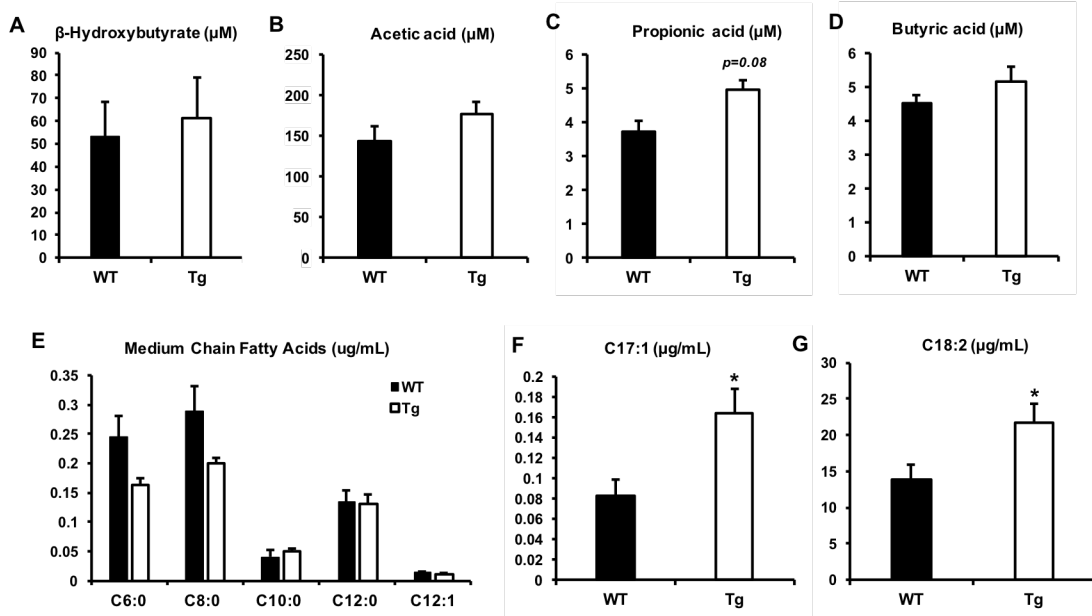 A
β-Hydroxybutyrate (µM)
90
80
70
60
50
40
30
20
10
0
WT Tg
B
Acetic acid (µM)
250
200
150
100
50
0
WT Tg
C
Propionic acid (µM)
p=0.08
6
5
4
3
2
1
0
WT Tg
D
Butyric acid (µM)
6
5
4
3
2
1
0
WT Tg
E
Medium Chain Fatty Acids (ug/mL)
WT
Tg
0.35
0.3
0.25
0.2
0.15
0.1
0.05
0
C6:0 C8:0 C10:0 C12:0 C12:1
F
C17:1 (µg/mL)
*
0.2
0.18
0.16
0.14
0.12
0.1
0.08
0.06
0.04
0.02
0
WT Tg
G
C18:2 (µg/mL)
*
30
25
20
15
10
5
0
WT Tg